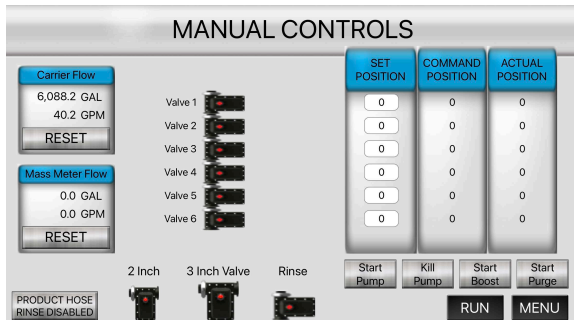 MANUAL CONTROLS
Carrier Flow
6,088.2 GAL
40.2 GPM
RESET
Mass Meter Flow
0.0 GAL
0.0 GPM
RESET
Valve 1
Valve 2
Valve 3
Valve 4
Valve 5
Valve 6
SET POSITION
COMMAND POSITION
ACTUAL POSITION
0 0 0
0 0 0
0 0 0
0 0 0
0 0 0
0 0 0
2 Inch
3 Inch Valve
Rinse
Start Pump
Kill Pump
Start Boost
Start Purge
PRODUCT HOSE
RINSE DISABLED
RUN
MENU